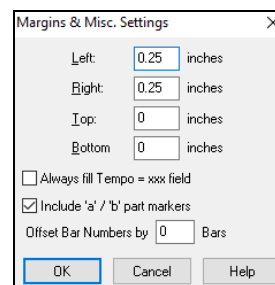 Margins & Misc. Settings
Left: 0.25 inches
Right: 0.25 inches
Top: 0 inches
Bottom 0 inches
Always fill Tempo = xxx field
Include 'a' / 'b' part markers
Offset Bar Numbers by 0 Bars
OK Cancel Help